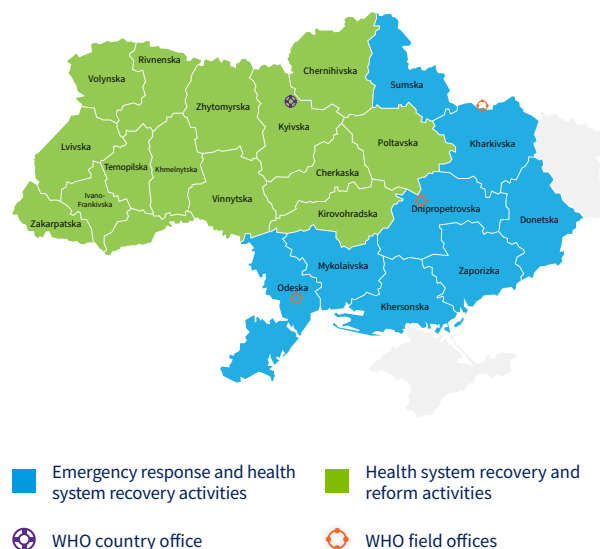 Rivnenska
Volynska
Chernihivska
Sumska
Zhytomyrska
Kyivska
Kharkivska
Poltavska
Lvivska
Ternopilska
Khmelnytska
Cherkaska
Ivano-
Frankivska
Vinnytska
Kirovohradska
Dnipropetrovska
Donetska
Zakarpatska
Mykolaivska
Zaporizka
Odeska
Khersonska
Emergency response and health
system recovery activities
Health system recovery and
reform activities
WHO country office
WHO field offices